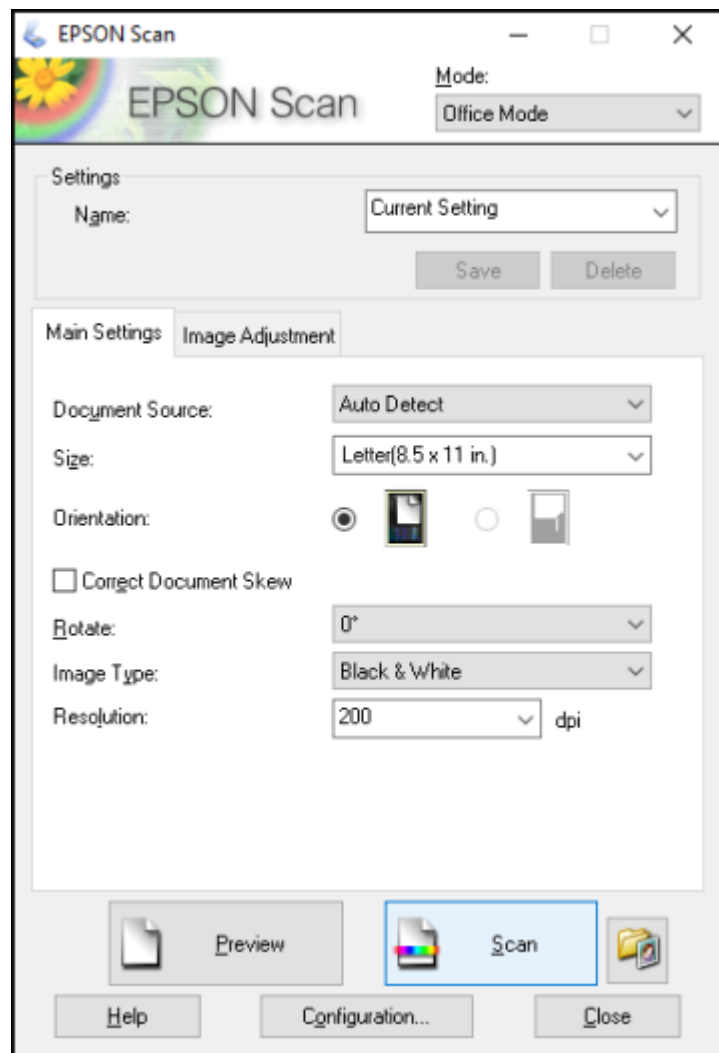 EPSON Scan
EPSON Scan
Mode:
Office Mode
Settings
Name:
Current Setting
Save
Delete
Main Settings
Image Adjustment
Document Source:
Auto Detect
Size:
Letter(8.5 x 11 in.)
Orientation:
Correct Document Skew
Rotate:
0°
Image Type:
Black & White
Resolution:
200
dpi
Preview
Scan
Help
Configuration...
Close